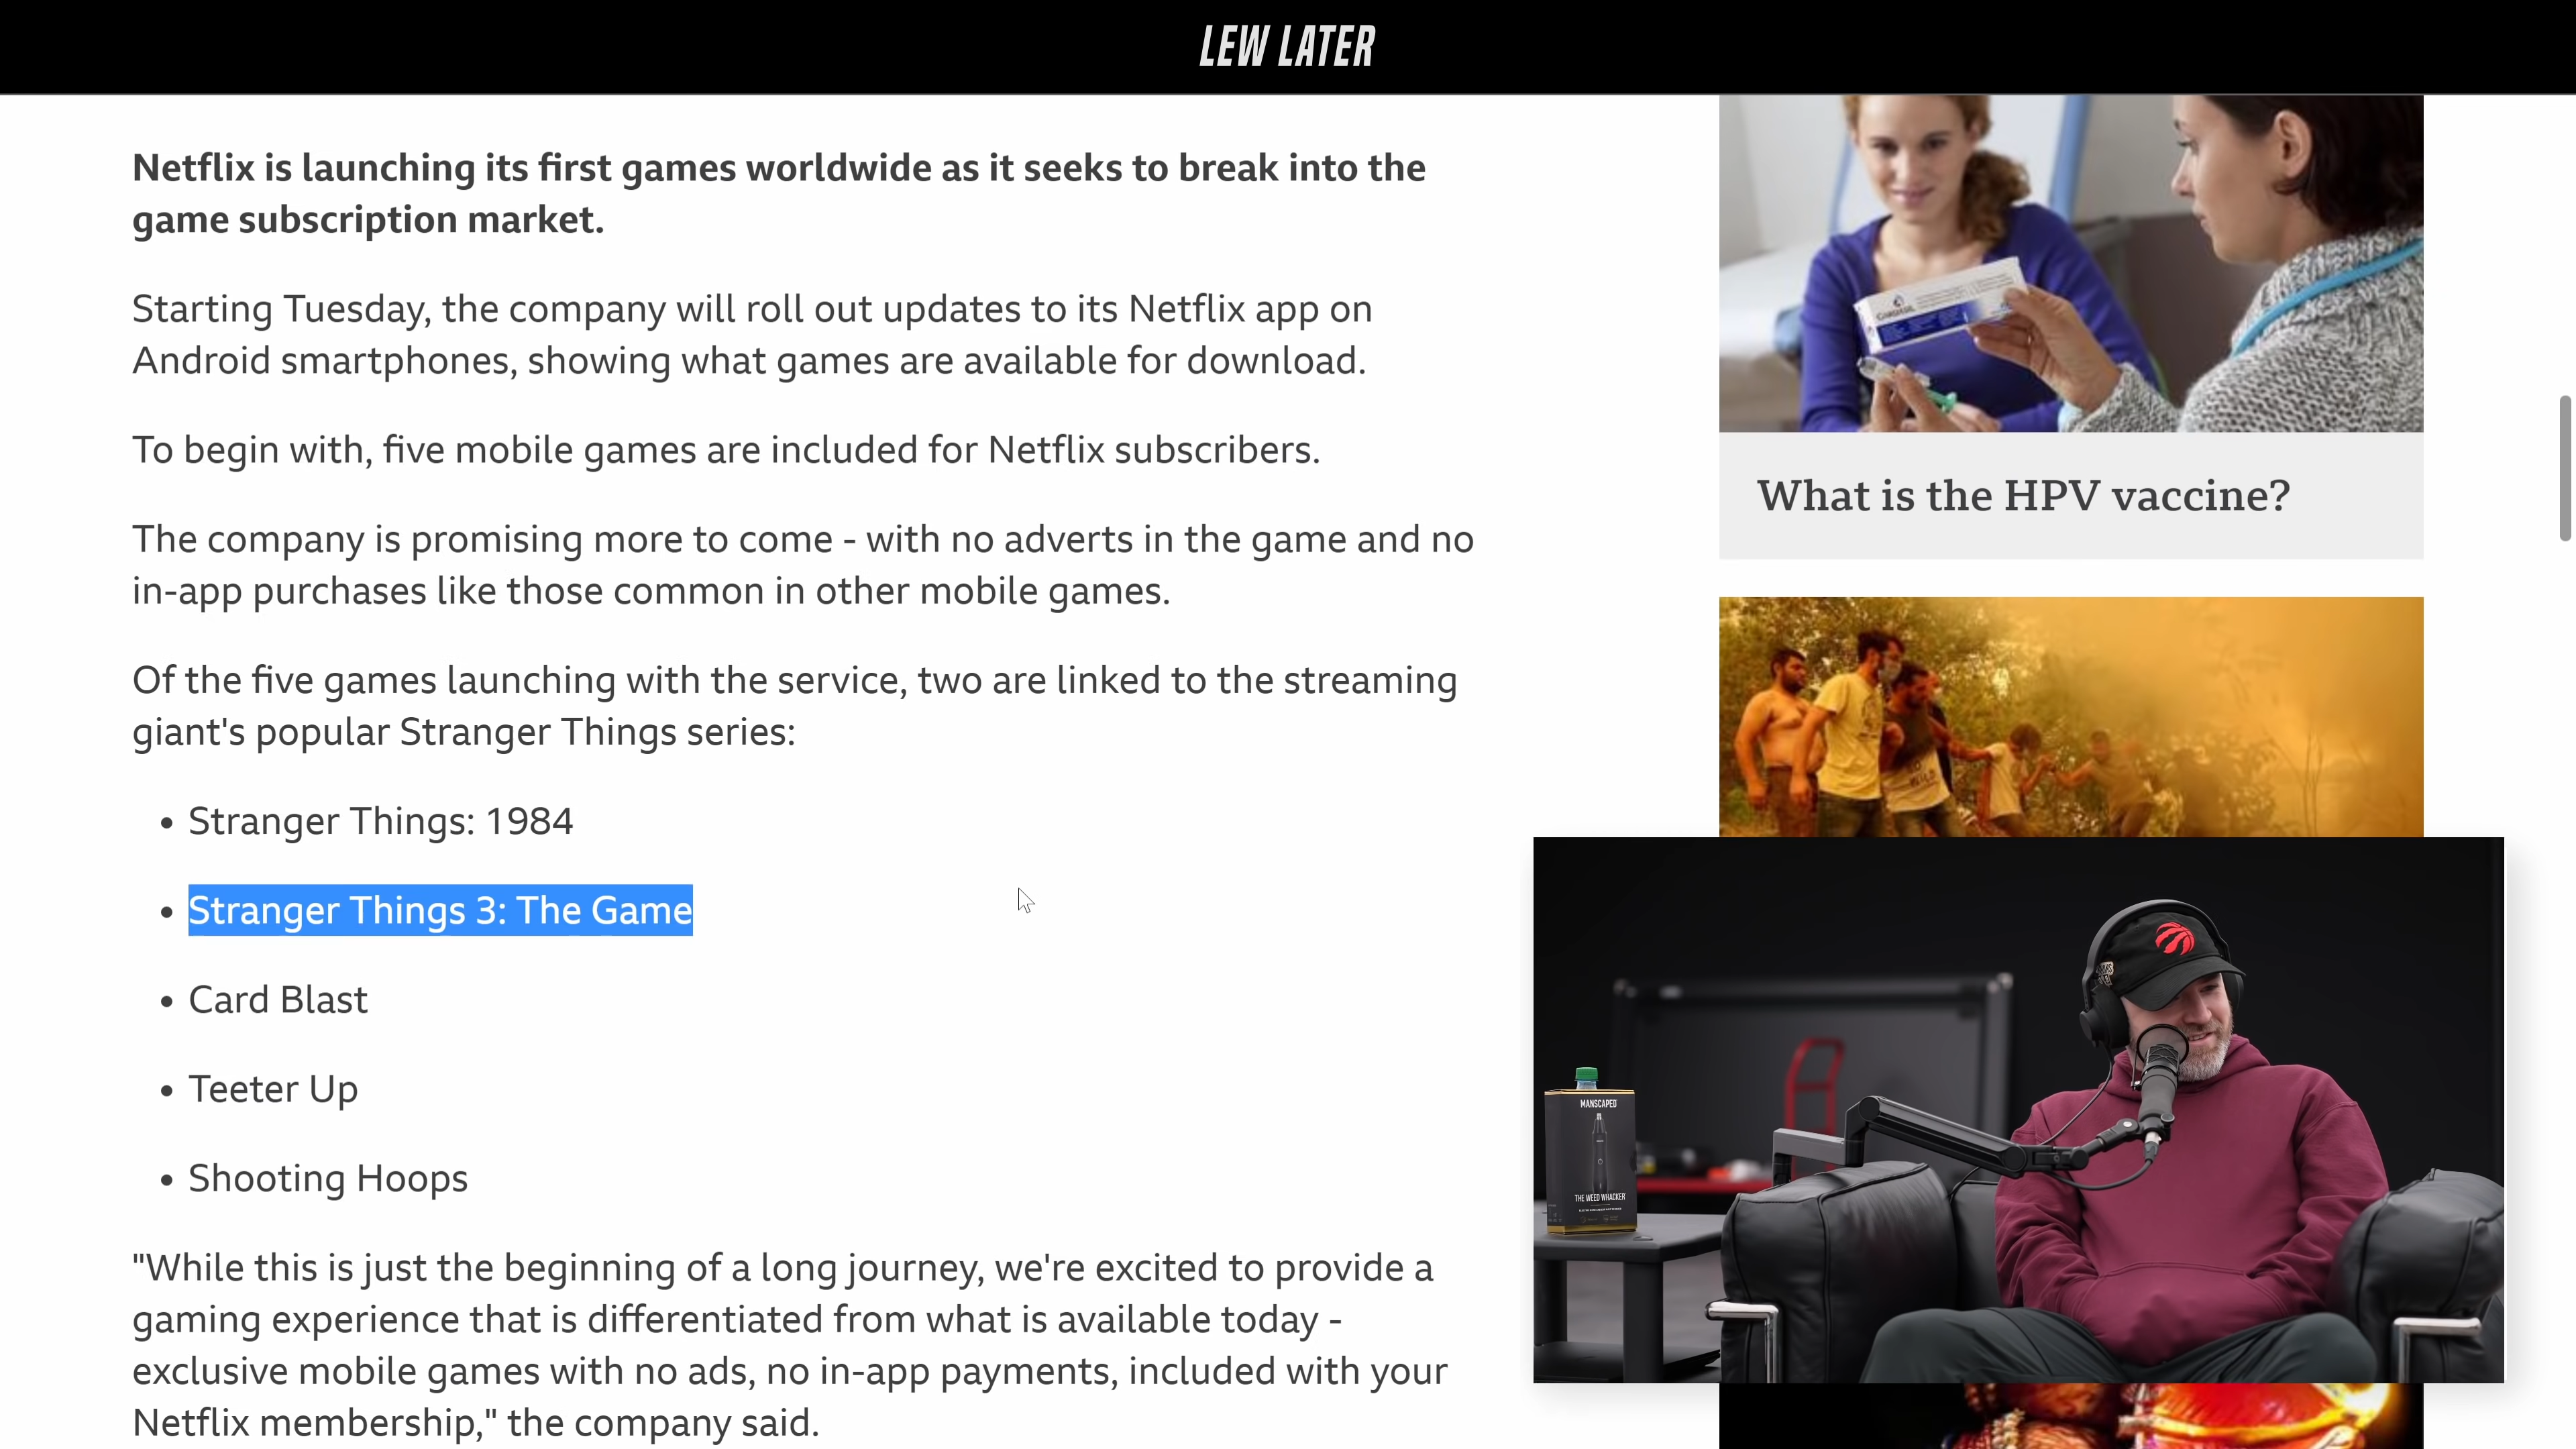 LEW LATER
Netflix is launching its first games worldwide as it seeks to break into the
game subscription market.
Starting Tuesday, the company will roll out updates to its Netflix app on
Android smartphones, showing what games are available for download.
To begin with, five mobile games are included for Netflix subscribers.
The company is promising more to come - with no adverts in the game and no
in-app purchases like those common in other mobile games.
Of the five games launching with the service, two are linked to the streaming
giant's popular Stranger Things series:
• Stranger Things: 1984
• Stranger Things 3: The Game
• Card Blast
• Teeter Up
• Shooting Hoops
"While this is just the beginning of a long journey, we're excited to provide a
gaming experience that is differentiated from what is available today -
exclusive mobile games with no ads, no in-app payments, included with your
Netflix membership," the company said.
What is the HPV vaccine?
MANSCAPED
THE WEED WHACKER